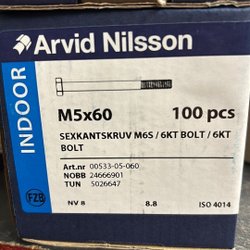 Arvid Nilsson
INDOOR
M5x60 100 pcs
SEXKANTSKRUV M6S / 6KT BOLT / 6KT
BOLT
Art.nr 00533-05-060
NOBB 24666901
TUN 5026647
FZB
NV 8 8.8 ISO 4014